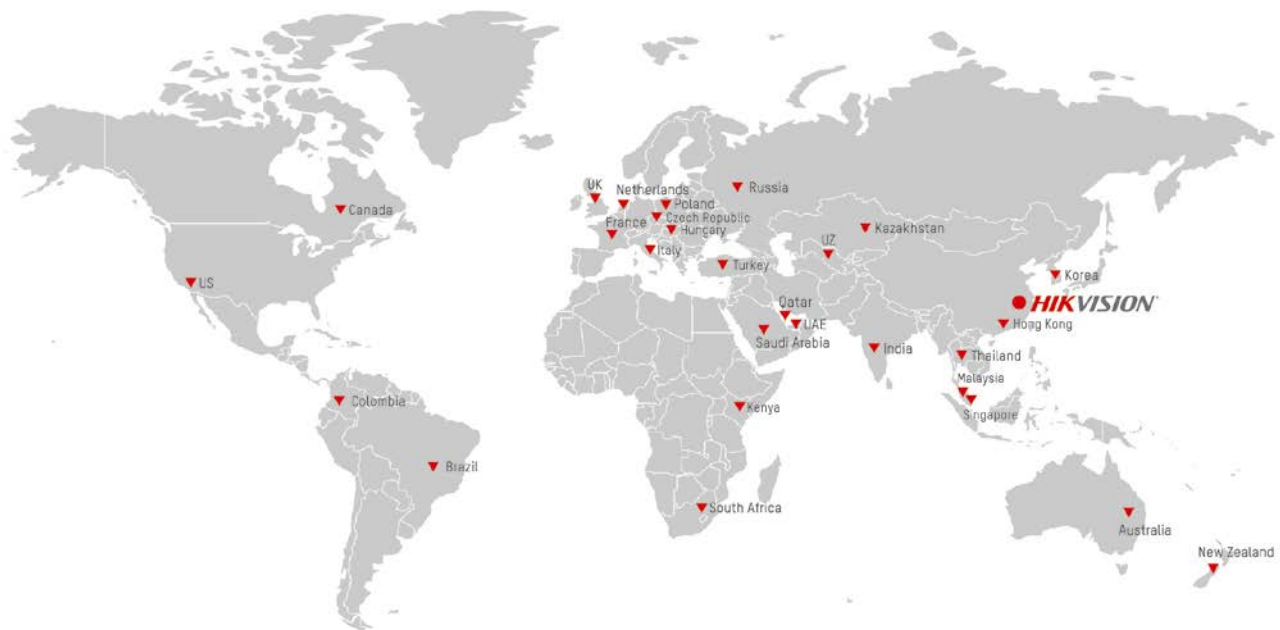 UK
Netherlands
Russia
Canada
Poland
Czech Republic
France
Hungary
Kazakhstan
UZ
Italy
Turkey
Korea
US
HIKVISION
Qatar
UAE
Hong Kong
Saudi Arabia
India
Thailand
Malaysia
Colombia
Kenya
Singapore
Brazil
South Africa
Australia
New Zealand